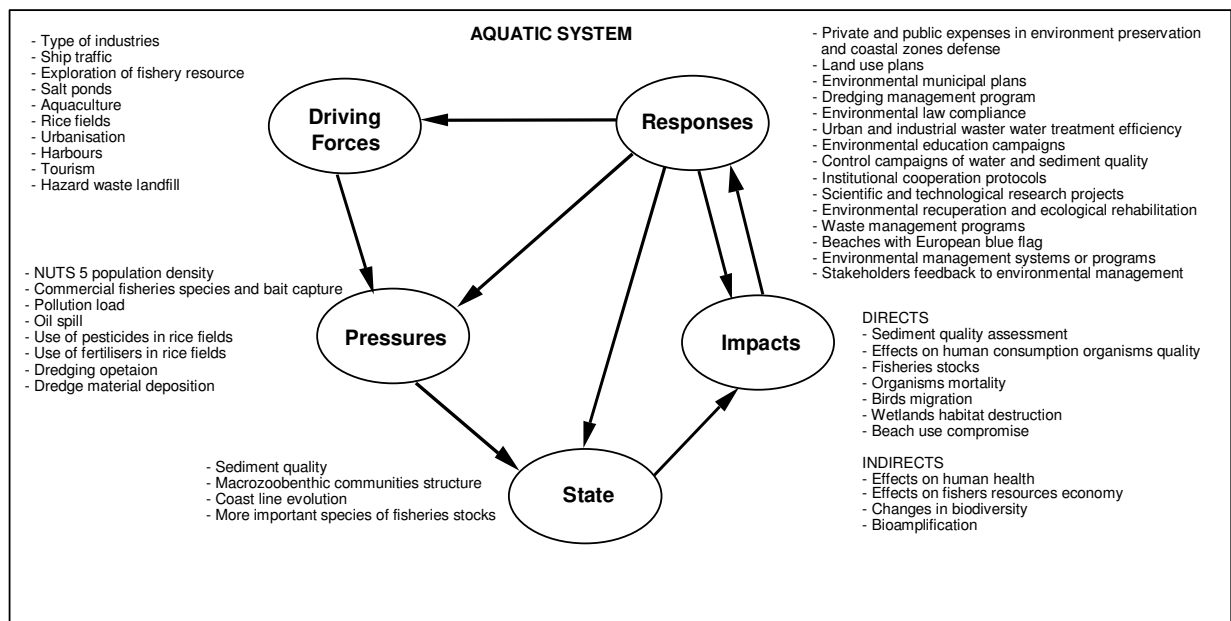 AQUATIC SYSTEM
- Type of industries
- Ship traffic
- Exploration of fishery resource
- Salt ponds
- Aquaculture
- Rice fields
- Urbanisation
- Harbours
- Tourism
- Hazard waste landfill
Driving
Forces
Responses
- Private and public expenses in environment preservation
and coastal zones defense
- Land use plans
- Environmental municipal plans
- Dredging management program
- Environmental law compliance
- Urban and industrial waster water treatment efficiency
- Environmental education campaigns
- Control campaigns of water and sediment quality
- Institutional cooperation protocols
- Scientific and technological research projects
- Environmental recuperation and ecological rehabilitation
- Waste management programs
- Beaches with European blue flag
- Environmental management systems or programs
- Stakeholders feedback to environmental management
- NUTS 5 population density
- Commercial fisheries species and bait capture
- Pollution load
- Oil spill
- Use of pesticides in rice fields
- Use of fertilisers in rice fields
- Dredging opetaion
- Dredge material deposition
Pressures
Impacts
DIRECTS
- Sediment quality assessment
- Effects on human consumption organisms quality
- Fisheries stocks
- Organisms mortality
- Birds migration
- Wetlands habitat destruction
- Beach use compromise
INDIRECTS
- Effects on human health
- Effects on fishers resources economy
- Changes in biodiversity
- Bioamplification
- Sediment quality
- Macrozoobenthic communities structure
- Coast line evolution
- More important species of fisheries stocks
State